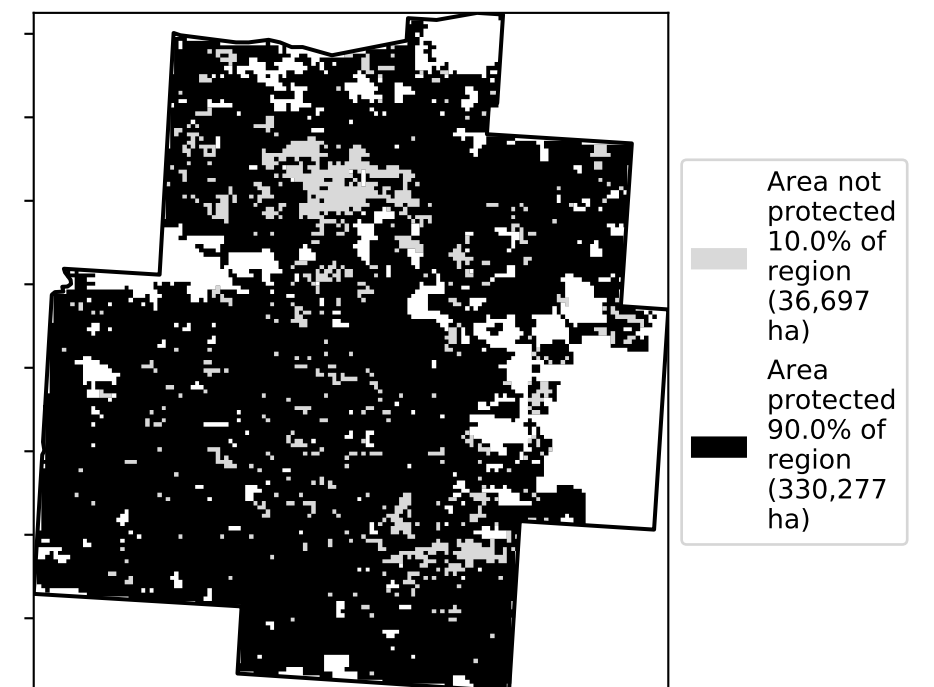 Area not
protected
10.0% of
region
(36,697
ha)
Area
protected
90.0% of
region
(330,277
ha)